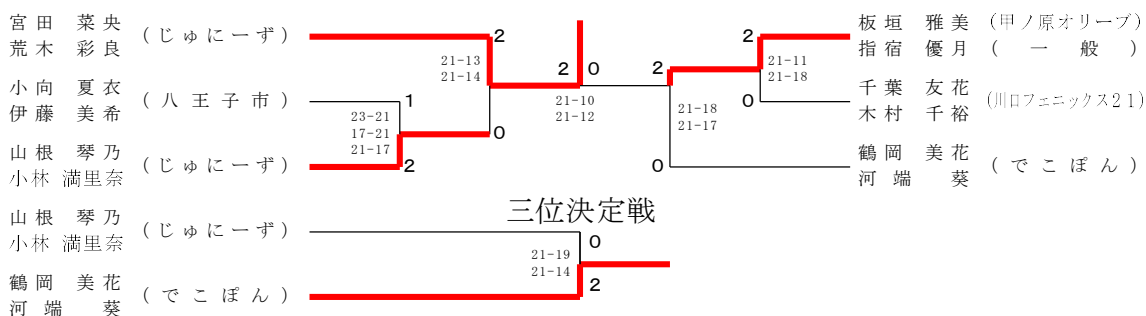 宮田 菜央
荒木 彩良
(じゅにーず)
2
21-13
21-14
小向 夏衣
伊藤 美希
(八王子市)
1
23-21
17-21
21-17
0
山根 琴乃
小林 満里奈
(じゅにーず)
2
2 0
21-10
21-12
板垣 雅美
指宿 優月
(甲ノ原オリーブ)
(一般)
2
21-11
21-18
千葉 友花
木村 千裕
(川口フェニックス21)
0
2
21-18
21-17
鶴岡 美花
河端 葵
(でこぽん)
0
三位決定戦
山根 琴乃
小林 満里奈
(じゅにーず)
0
21-19
21-14
鶴岡 美花
河端 葵
(でこぽん)
2